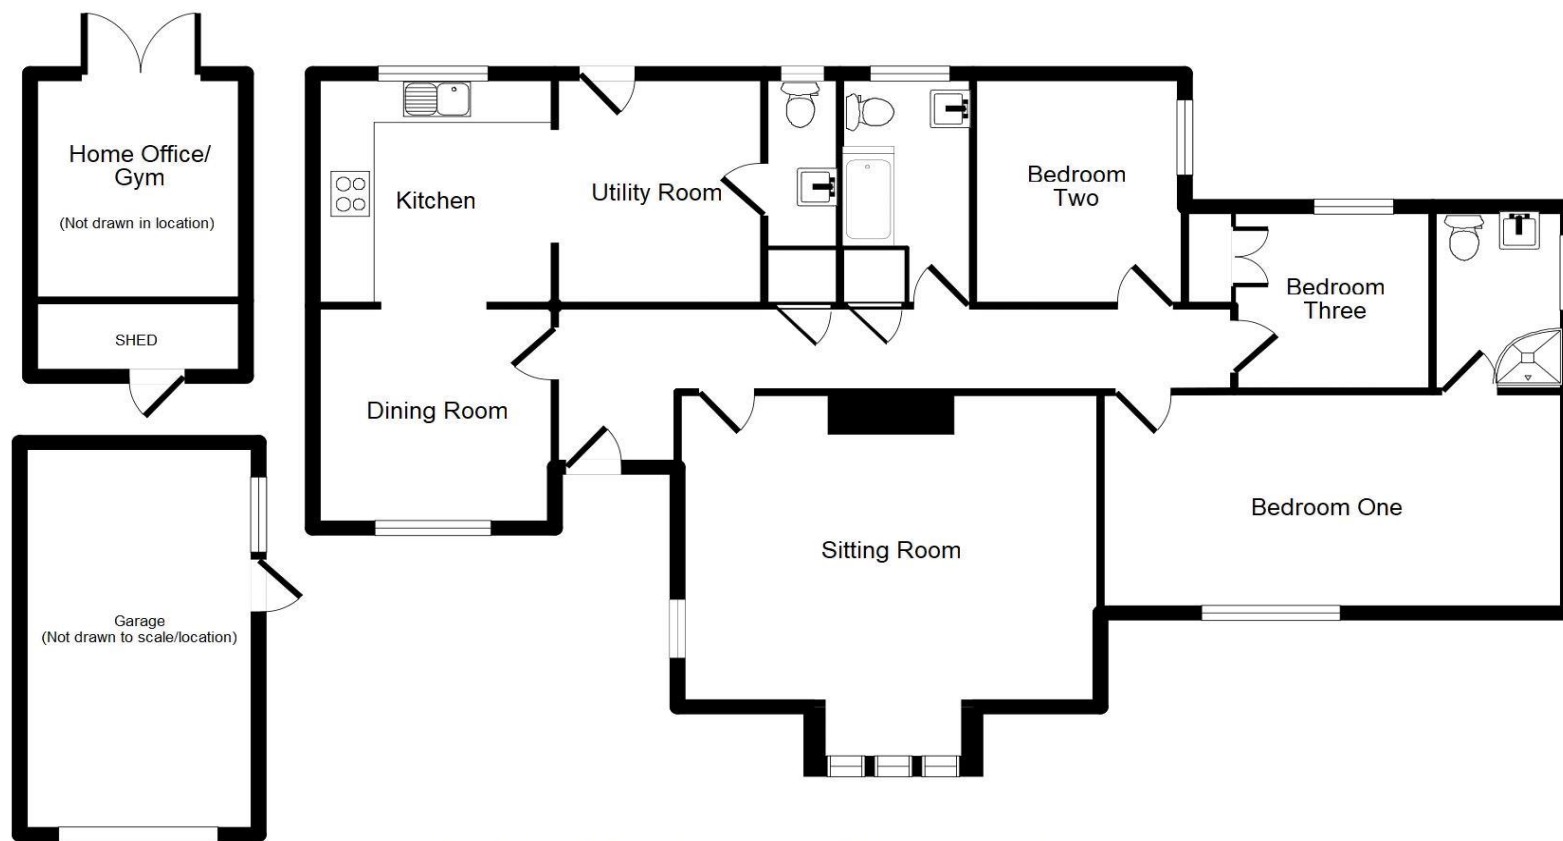 Home Office/
Gym
(Not drawn in location)
SHED
Kitchen
Utility Room
Bedroom
Two
Bedroom
Three
Dining Room
Sitting Room
Bedroom One
Garage
(Not drawn to scale/location)